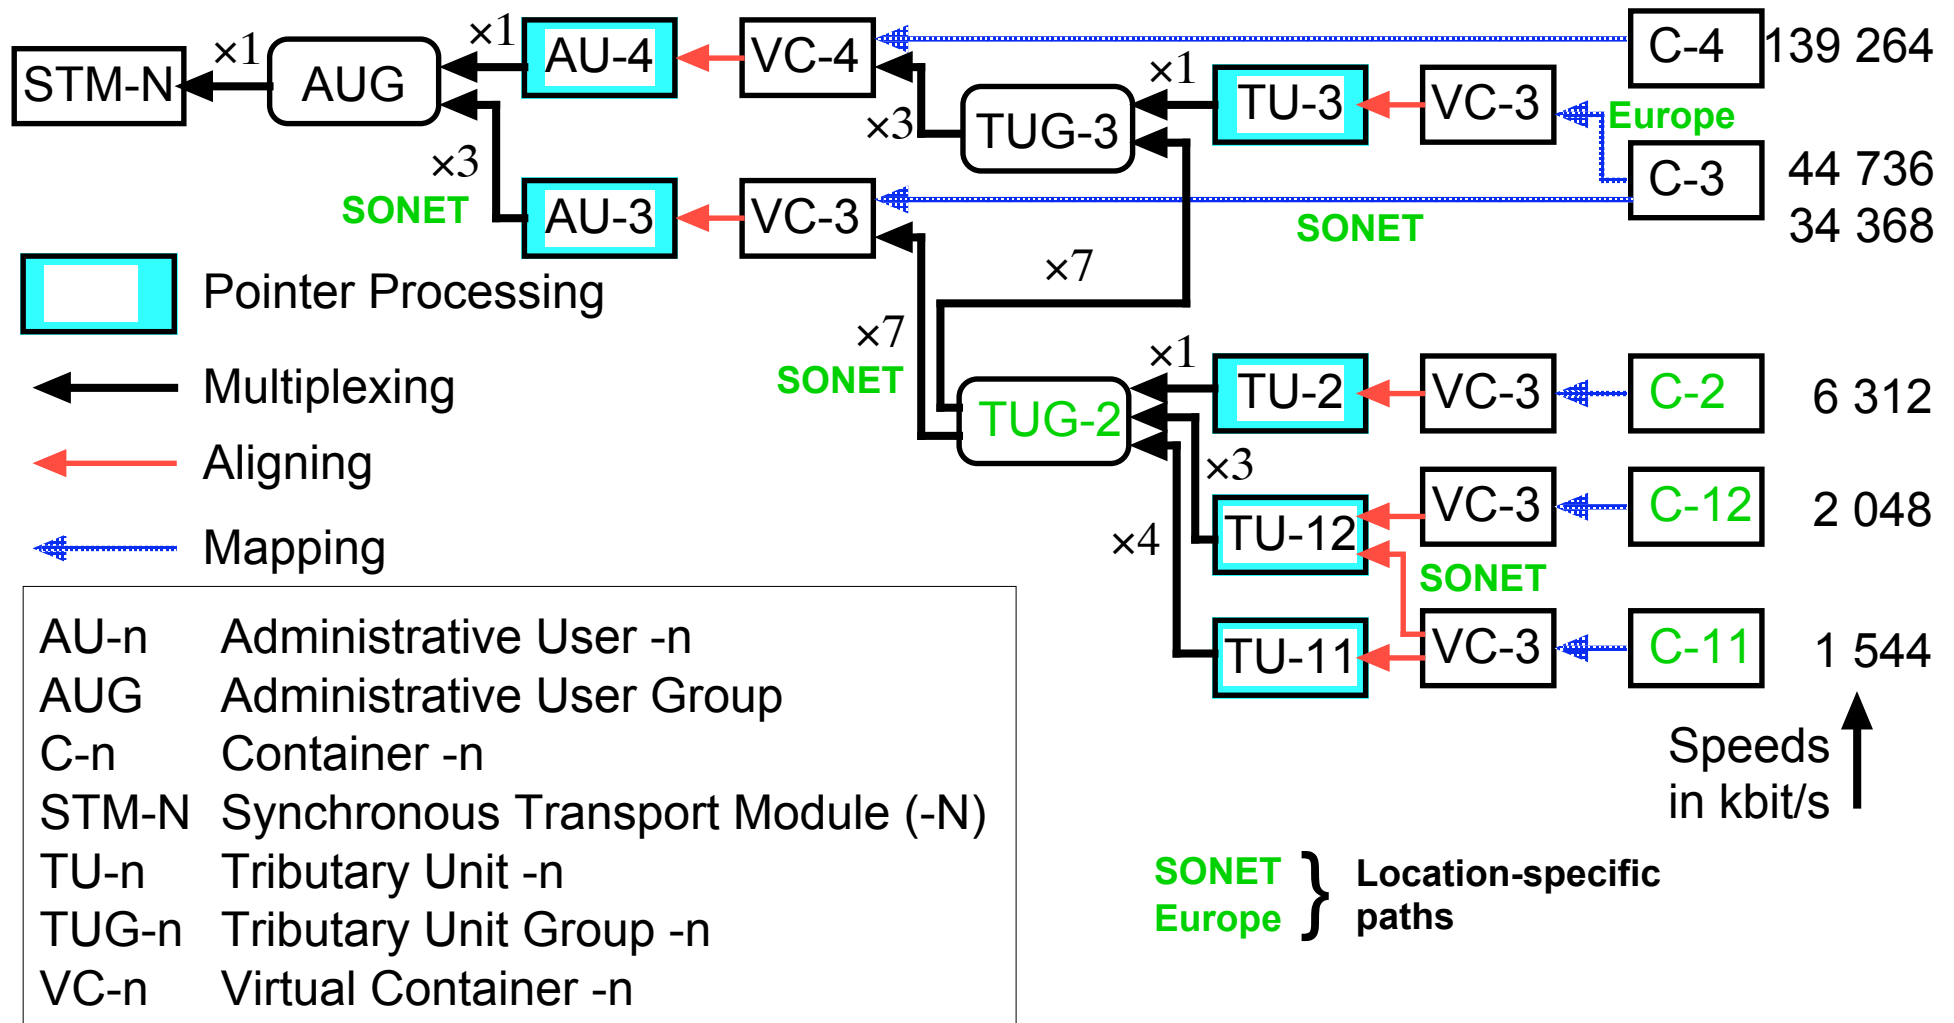 ×1
×1
STM-N
AUG
AU-4
VC-4
C-4
139 264
×3
×1
TUG-3
TU-3
VC-3
Europe
×3
SONET
AU-3
VC-3
C-3
44 736
34 368
SONET
Pointer Processing
×7
×7
SONET
Multiplexing
×1
TUG-2
TU-2
VC-3
C-2
6 312
Aligning
×3
TU-12
VC-3
C-12
2 048
Mapping
×4
SONET
TU-11
VC-3
C-11
1 544
Speeds
in kbit/s
AU-n Administrative User -n
AUG Administrative User Group
C-n Container -n
STM-N Synchronous Transport Module (-N)
TU-n Tributary Unit -n
TUG-n Tributary Unit Group -n
VC-n Virtual Container -n
SONET
Europe
} Location-specific
paths